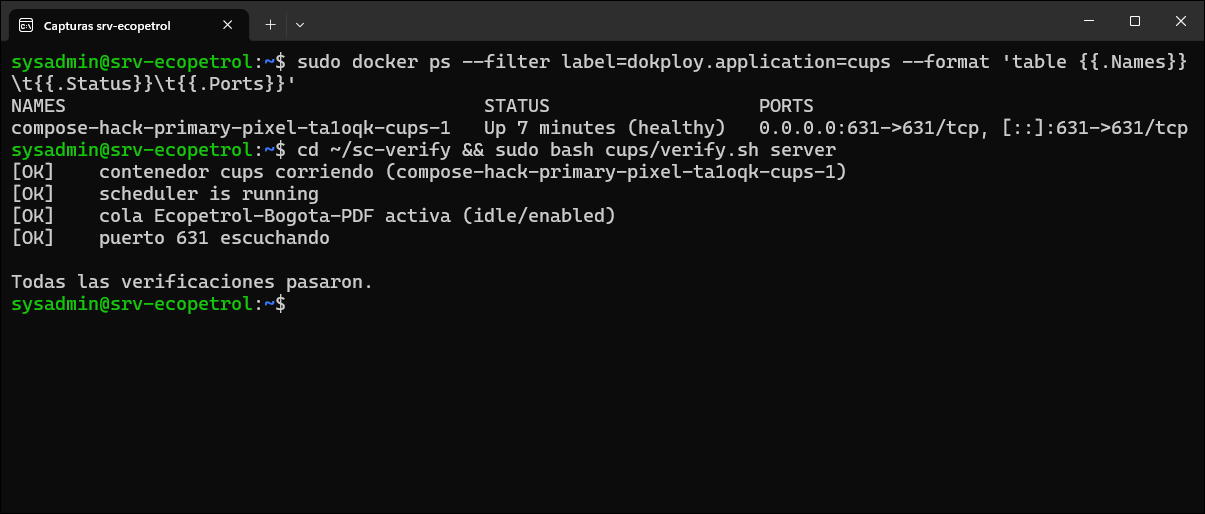 Capturas srv-ecopetrol
sysadmin@srv-ecopetrol:~$ sudo docker ps --filter label=dokploy.application=cups --format 'table {{.Names}}
\t{{.Status}}\t{{.Ports}}'
NAMES STATUS PORTS
compose-hack-primary-pixel-ta1oqk-cups-1 Up 7 minutes (healthy) 0.0.0.0:631->631/tcp, [::]:631->631/tcp
sysadmin@srv-ecopetrol:~$ cd ~/sc-verify && sudo bash cups/verify.sh server
[OK] contenedor cups corriendo (compose-hack-primary-pixel-ta1oqk-cups-1)
[OK] scheduler is running
[OK] cola Ecopetrol-Bogota-PDF activa (idle/enabled)
[OK] puerto 631 escuchando
Todas las verificaciones pasaron.
sysadmin@srv-ecopetrol:~$